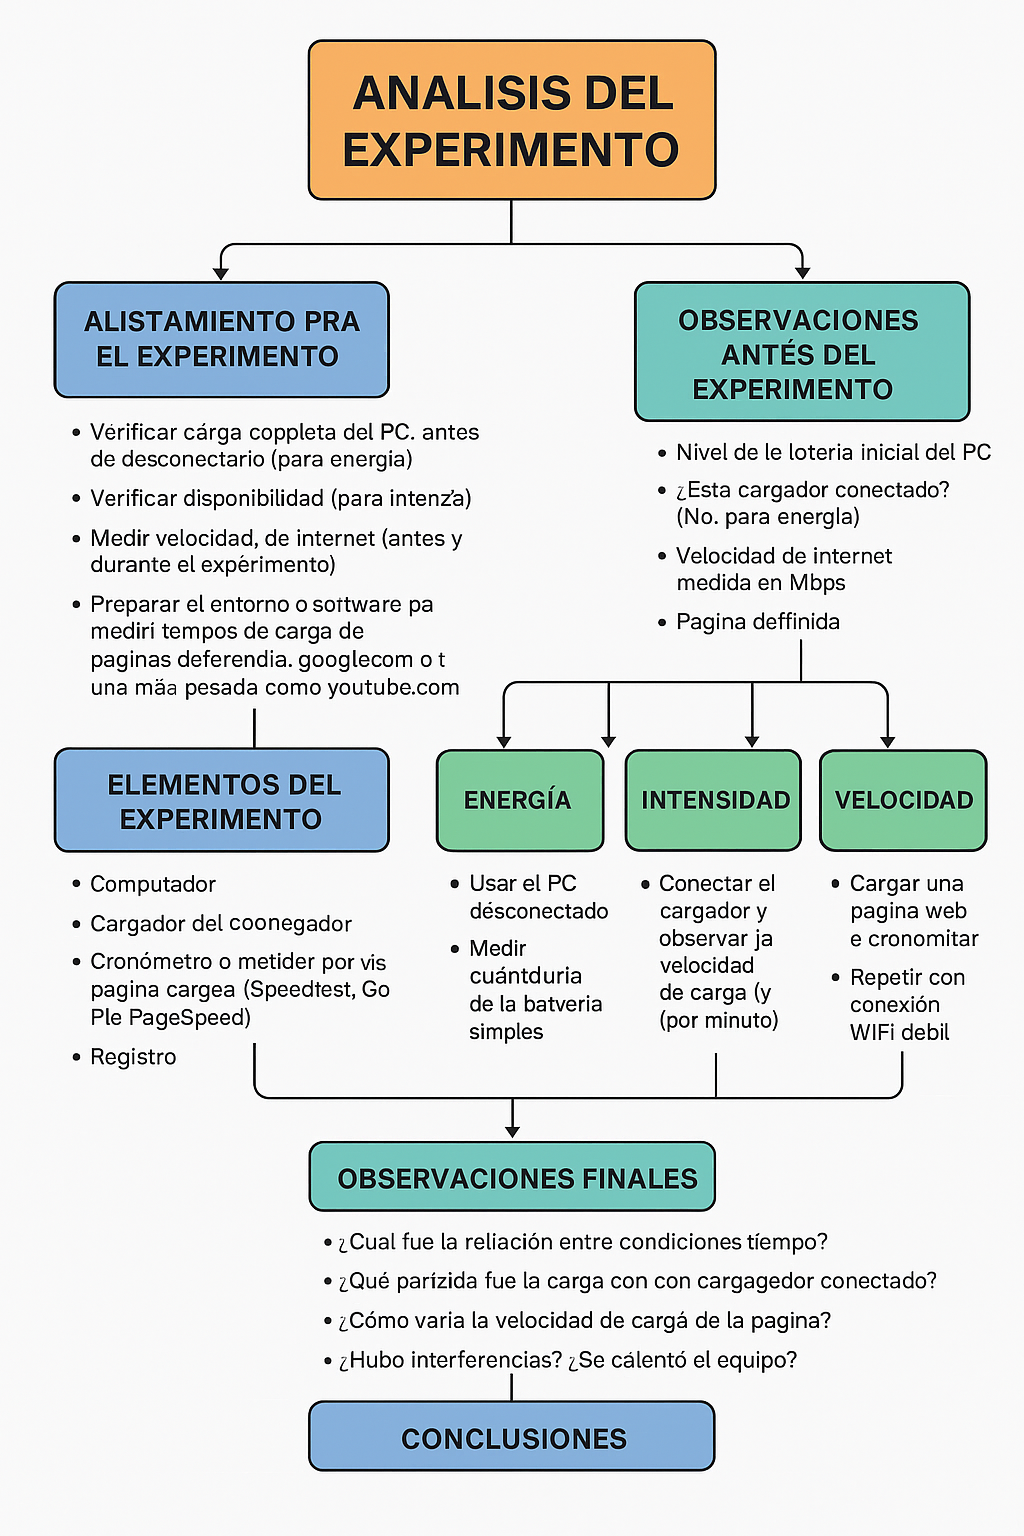 ANALISIS DEL
EXPERIMENTO
ALISTAMIENTO PRA
EL EXPERIMENTO
• Vérificar cárga coppleta del PC. antes
de desconectario (para energia)
• Verificar disponibilidad (para intenz̈a)
• Medir velocidad, de internet (antes y
durante el expérimento)
• Preparar el entorno o software pa
mediri tempos de carga de
paginas deferendia. googlecom o t
una mäa pesada como youtube.com
OBSERVACIONES
ANTÉS DEL
EXPERIMENTO
• Nivel de le loteria inicial del PC
• ¿Esta cargador conectado?
(No. para energla)
• Velocidad de internet
medida en Mbps
• Pagina deffinida
ELEMENTOS DEL
EXPERIMENTO
• Computador
• Cargador del coonegador
• Cronómetro o metider por vis
pagina cargea (Speedtest, Go
Ple PageSpeed)
• Registro
ENERGÍA
• Usar el PC
désconectado
• Medir
cuántduria
de la batveria
simples
INTENSIDAD
• Conectar el
cargador y
observar ja
velocidad
de carga (y
(por minuto)
VELOCIDAD
• Cargar una
pagina web
e cronomitar
• Repetir con
conexión
WIFi debil
OBSERVACIONES FINALES
• ¿Cual fue la reliación entre condiciones tíempo?
• ¿Qué parízida fue la carga con con cargagedor conectado?
• ¿Cómo varia la velocidad de cargá de la pagina?
• ¿Hubo interferencias? ¿Se cálentó el equipo?
CONCLUSIONES